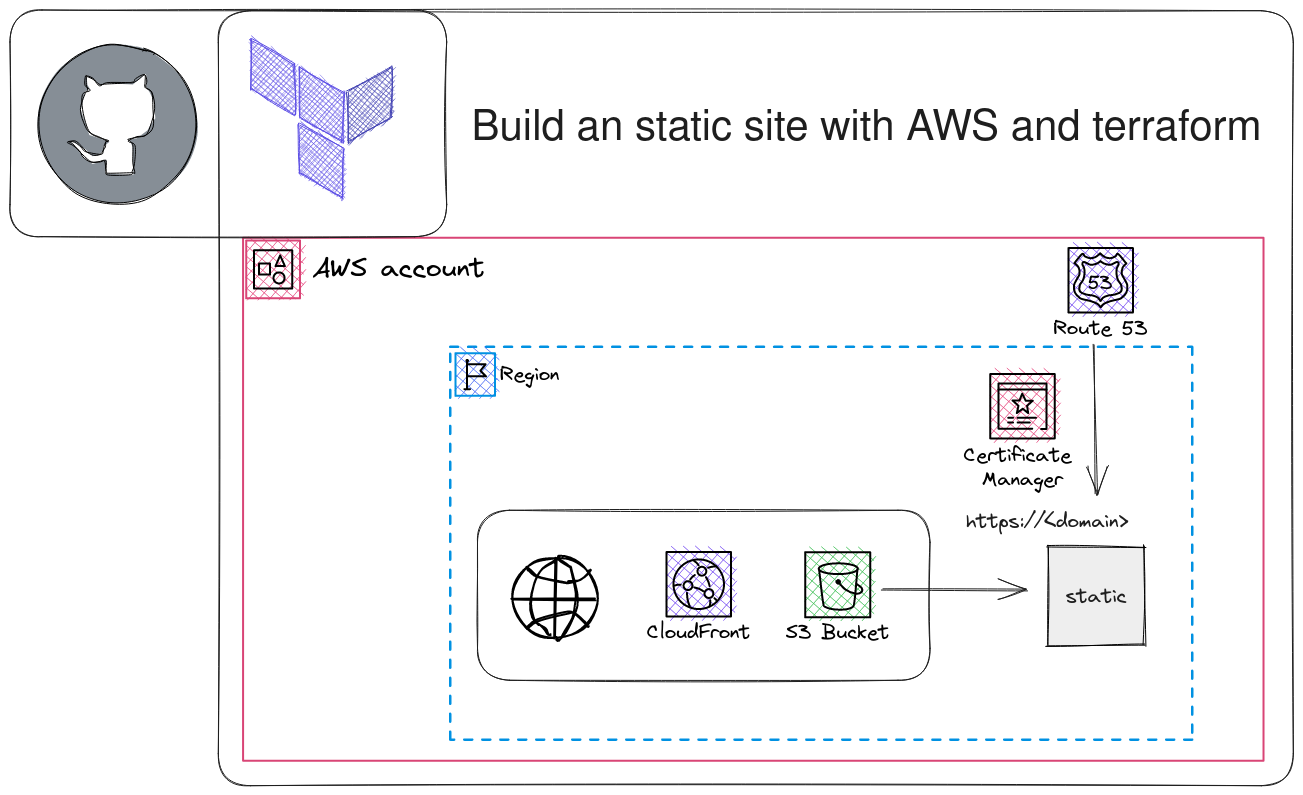 Build an static site with AWS and terraform
AWS account
53
Route 53
Region
Certificate
Manager
https://<domain>
static
CloudFront
S3 Bucket